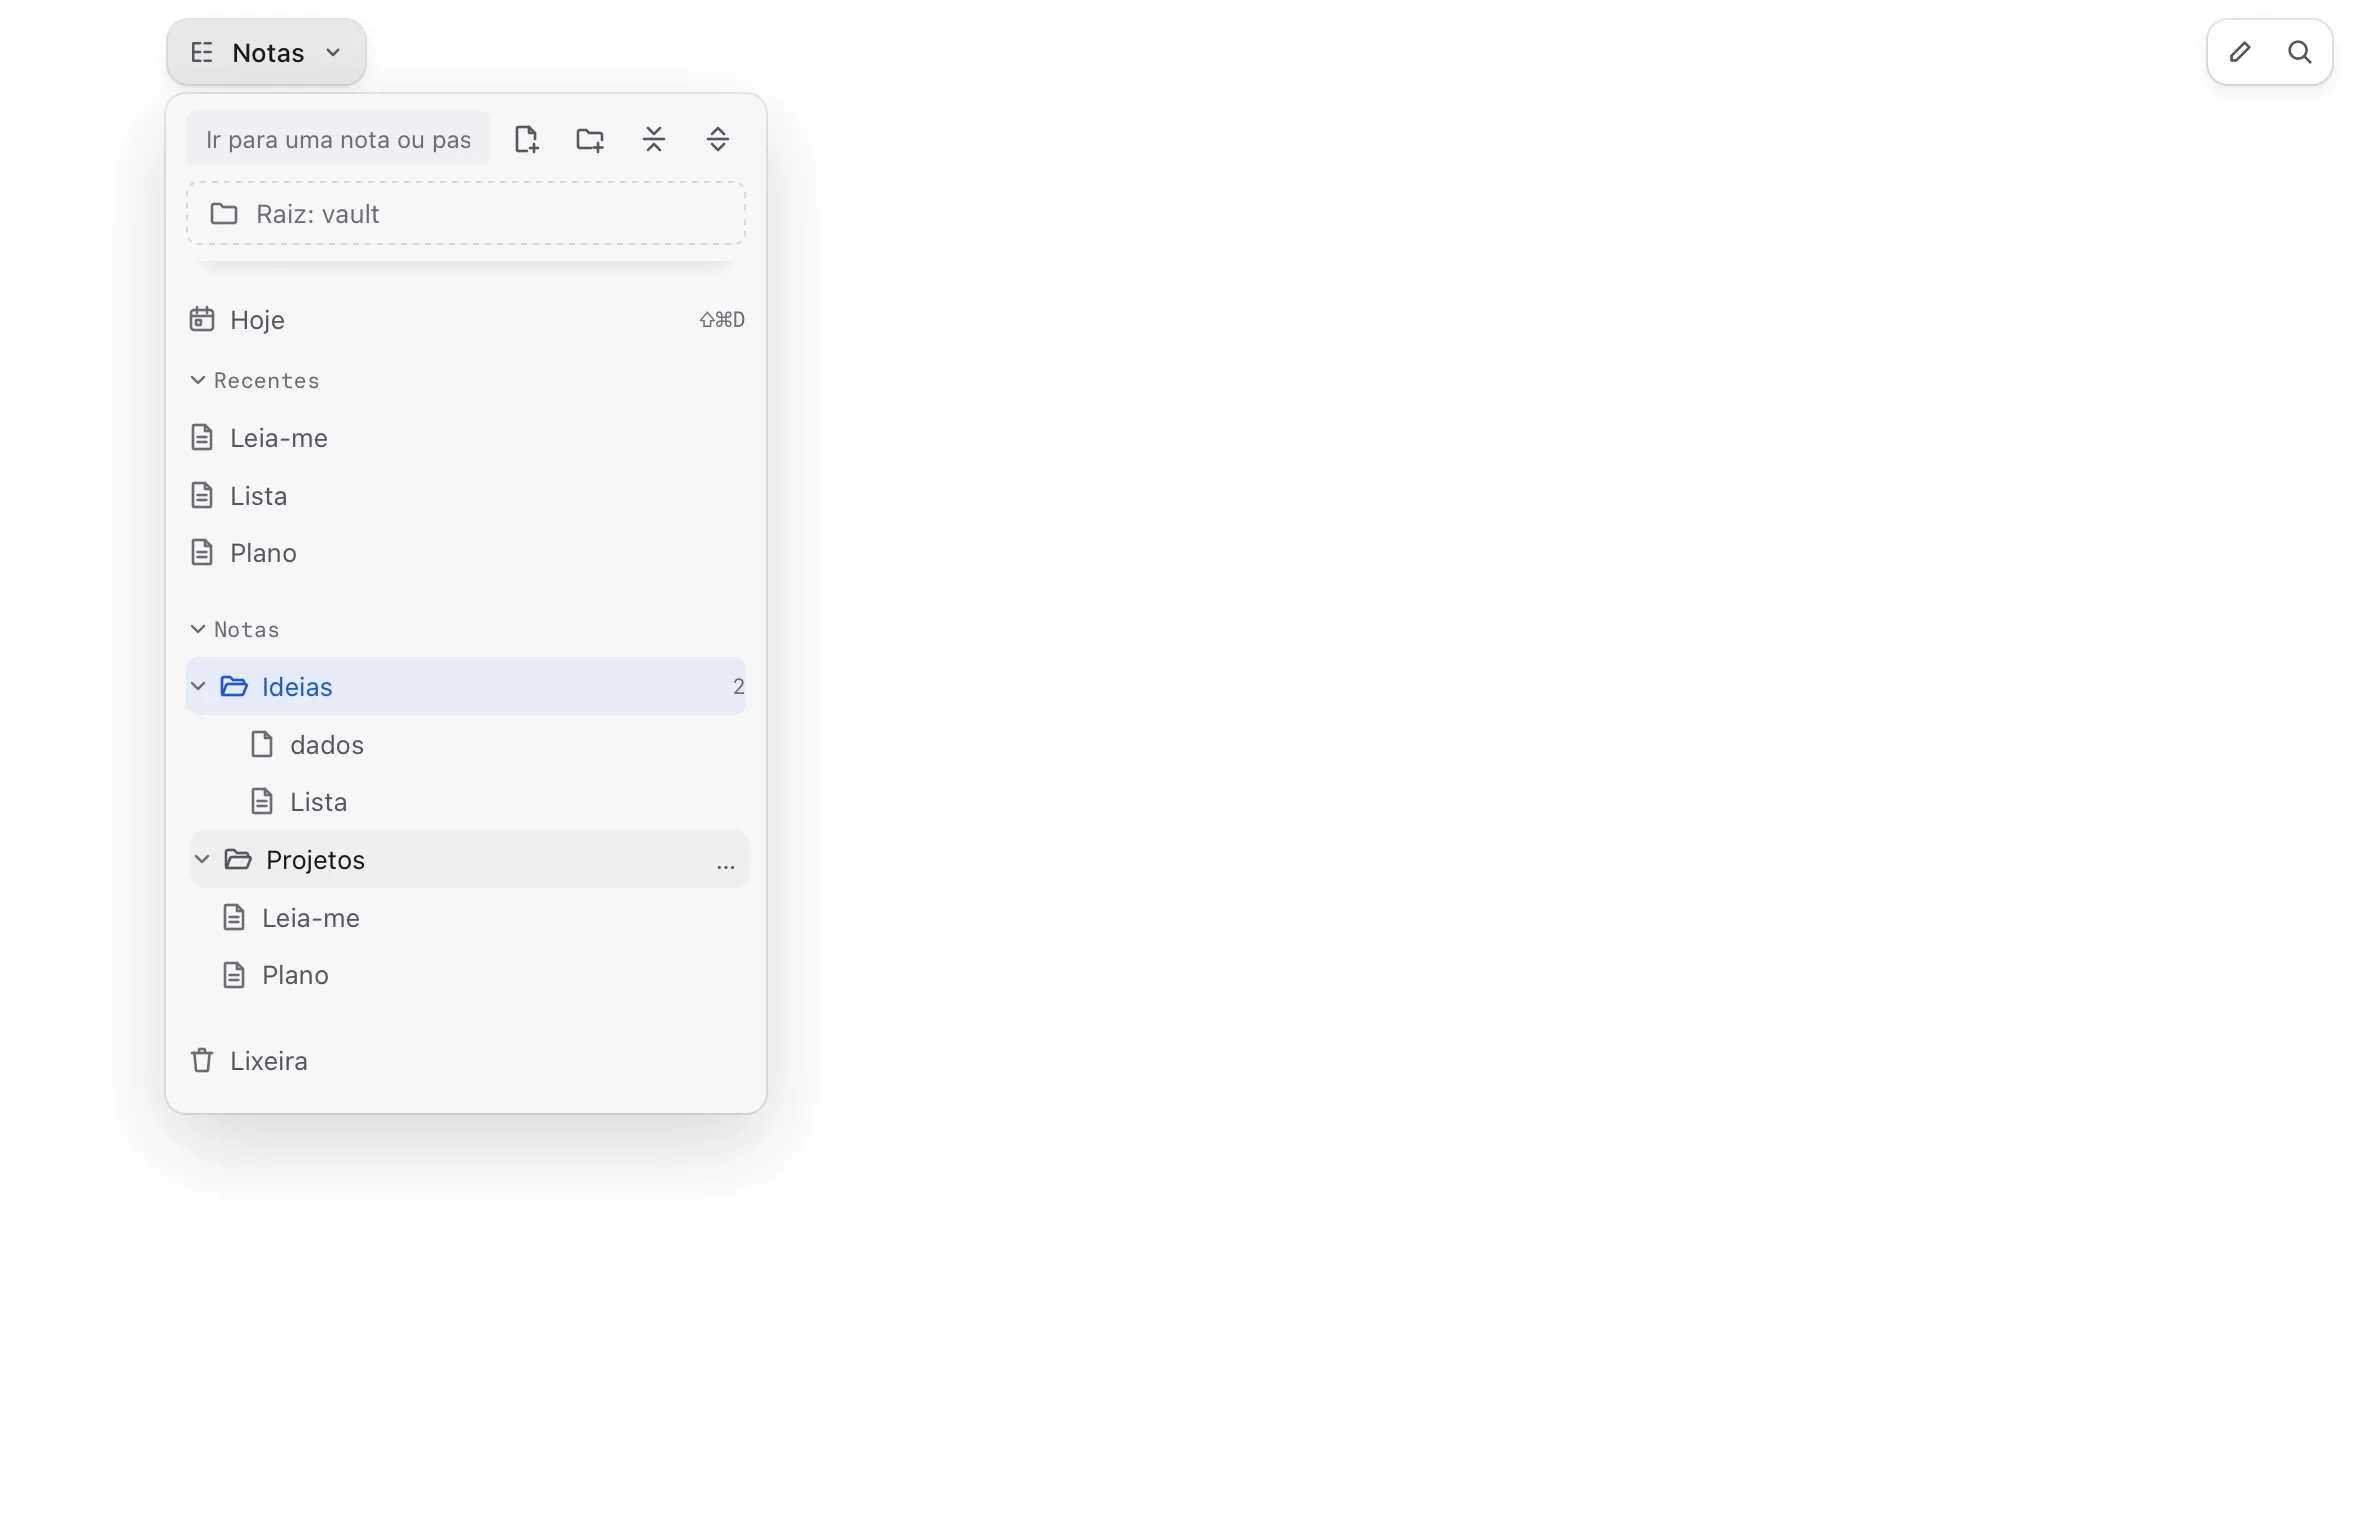 Notas
Ir para uma nota ou pas
Raiz: vault
Hoje ⇧⌘D
Recentes
Leia-me
Lista
Plano
Notas
Ideias 2
dados
Lista
Projetos ...
Leia-me
Plano
Lixeira